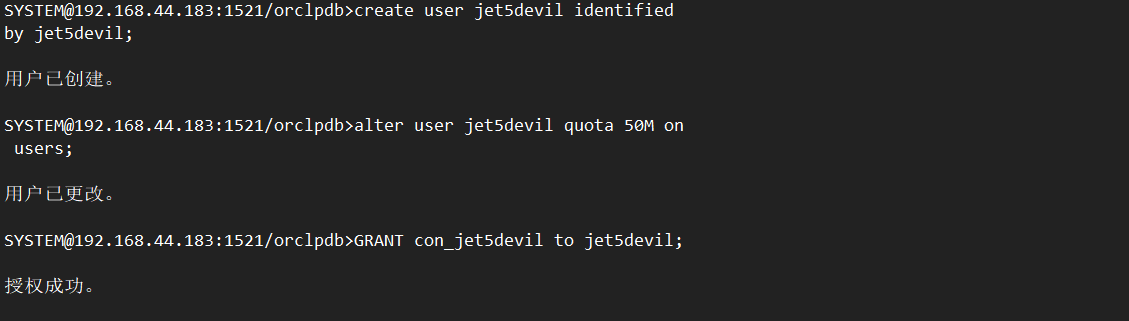 SYSTEM@192.168.44.183:1521/orclpdb>create user jet5devil identified
by jet5devil;
用户已创建。
SYSTEM@192.168.44.183:1521/orclpdb>alter user jet5devil quota 50M on
users;
用户已更改。
SYSTEM@192.168.44.183:1521/orclpdb>GRANT con_jet5devil to jet5devil;
授权成功。